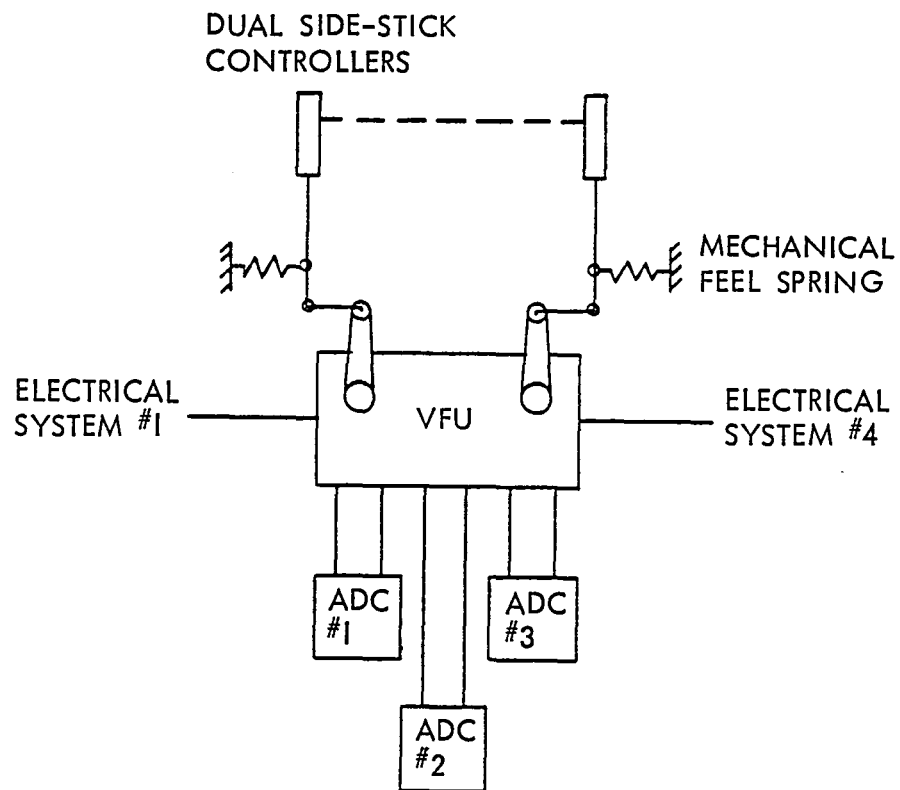 DUAL SIDE-STICK
CONTROLLERS
MECHANICAL
FEEL SPRING
ELECTRICAL
SYSTEM #1
VFU
ELECTRICAL
SYSTEM #4
ADC
#1
ADC
#3
ADC
#2